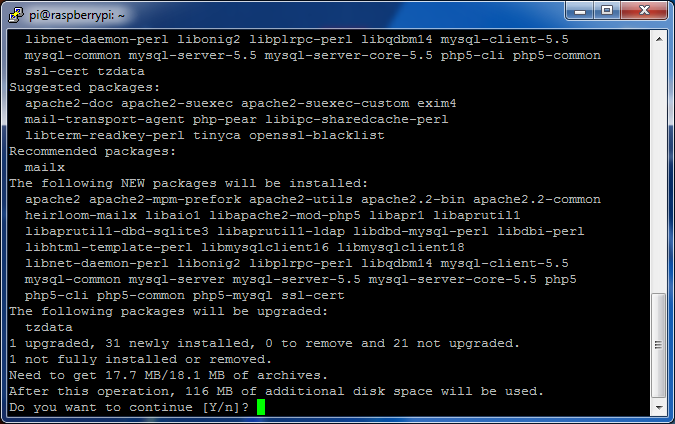 pi@raspberrypi: ~
libnet-daemon-perl libonig2 libplrpc-perl libqdbm14 mysql-client-5.5
mysql-common mysql-server-5.5 mysql-server-core-5.5 php5-cli php5-common
ssl-cert tzdata
Suggested packages:
apache2-doc apache2-suexec apache2-suexec-custom exim4
mail-transport-agent php-pear libipc-sharedcache-perl
libterm-readkey-perl tinyca openssl-blacklist
Recommended packages:
mailx
The following NEW packages will be installed:
apache2 apache2-mpm-prefork apache2-utils apache2.2-bin apache2.2-common
heirloom-mailx libaio1 libapache2-mod-php5 libapr1 libaprutil1
libaprutil1-dbd-sqlite3 libaprutil1-ldap libdbd-mysql-perl libdbi-perl
libhtml-template-perl libmysqlclient16 libmysqlclient18
libnet-daemon-perl libonig2 libplrpc-perl libqdbm14 mysql-client-5.5
mysql-common mysql-server mysql-server-5.5 mysql-server-core-5.5 php5
php5-cli php5-common php5-mysql ssl-cert
The following packages will be upgraded:
tzdata
1 upgraded, 31 newly installed, 0 to remove and 21 not upgraded.
1 not fully installed or removed.
Need to get 17.7 MB/18.1 MB of archives.
After this operation, 116 MB of additional disk space will be used.
Do you want to continue [Y/n]?